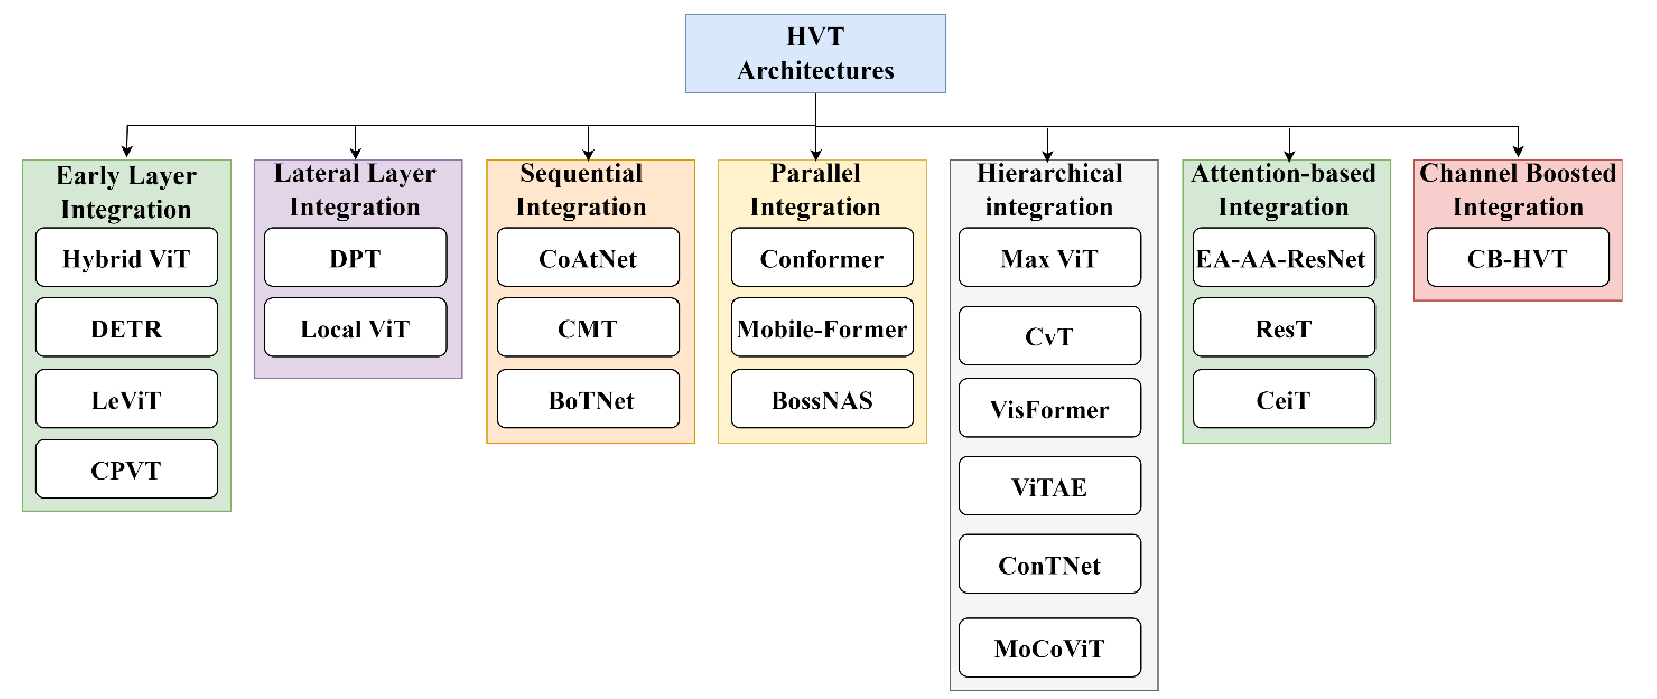 HVT
Architectures
Early Layer
Integration
Hybrid ViT
DETR
LeViT
CPVT
Lateral Layer
Integration
DPT
Local ViT
Sequential
Integration
CoAtNet
CMT
BoTNet
Parallel
Integration
Conformer
Mobile-Former
BossNAS
Hierarchical
integration
Max ViT
CvT
VisFormer
ViTAE
ConTNet
MoCoViT
Attention-based
Integration
EA-AA-ResNet
ResT
CeiT
Channel Boosted
Integration
CB-HVT